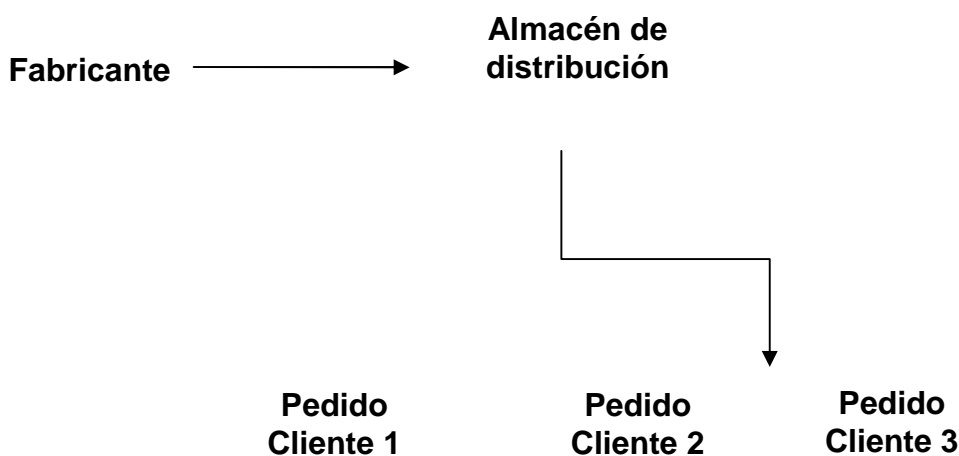 Fabricante
Almacén de
distribución
Pedido
Cliente 1
Pedido
Cliente 2
Pedido
Cliente 3